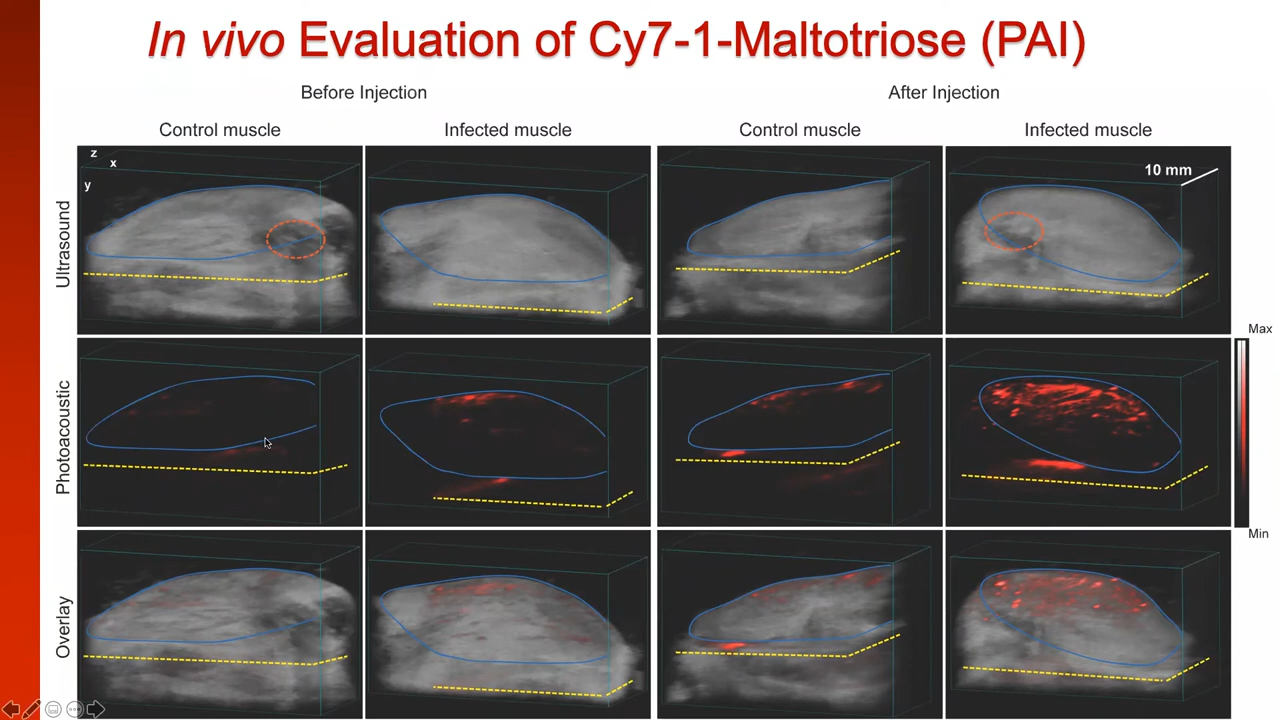 In vivo Evaluation of Cy7-1-Maltotriose (PAI)
Before Injection
After Injection
Control muscle
Infected muscle
Control muscle
Infected muscle
Ultrasound
z
x
y
10 mm
Photoacoustic
Max
Min
Overlay